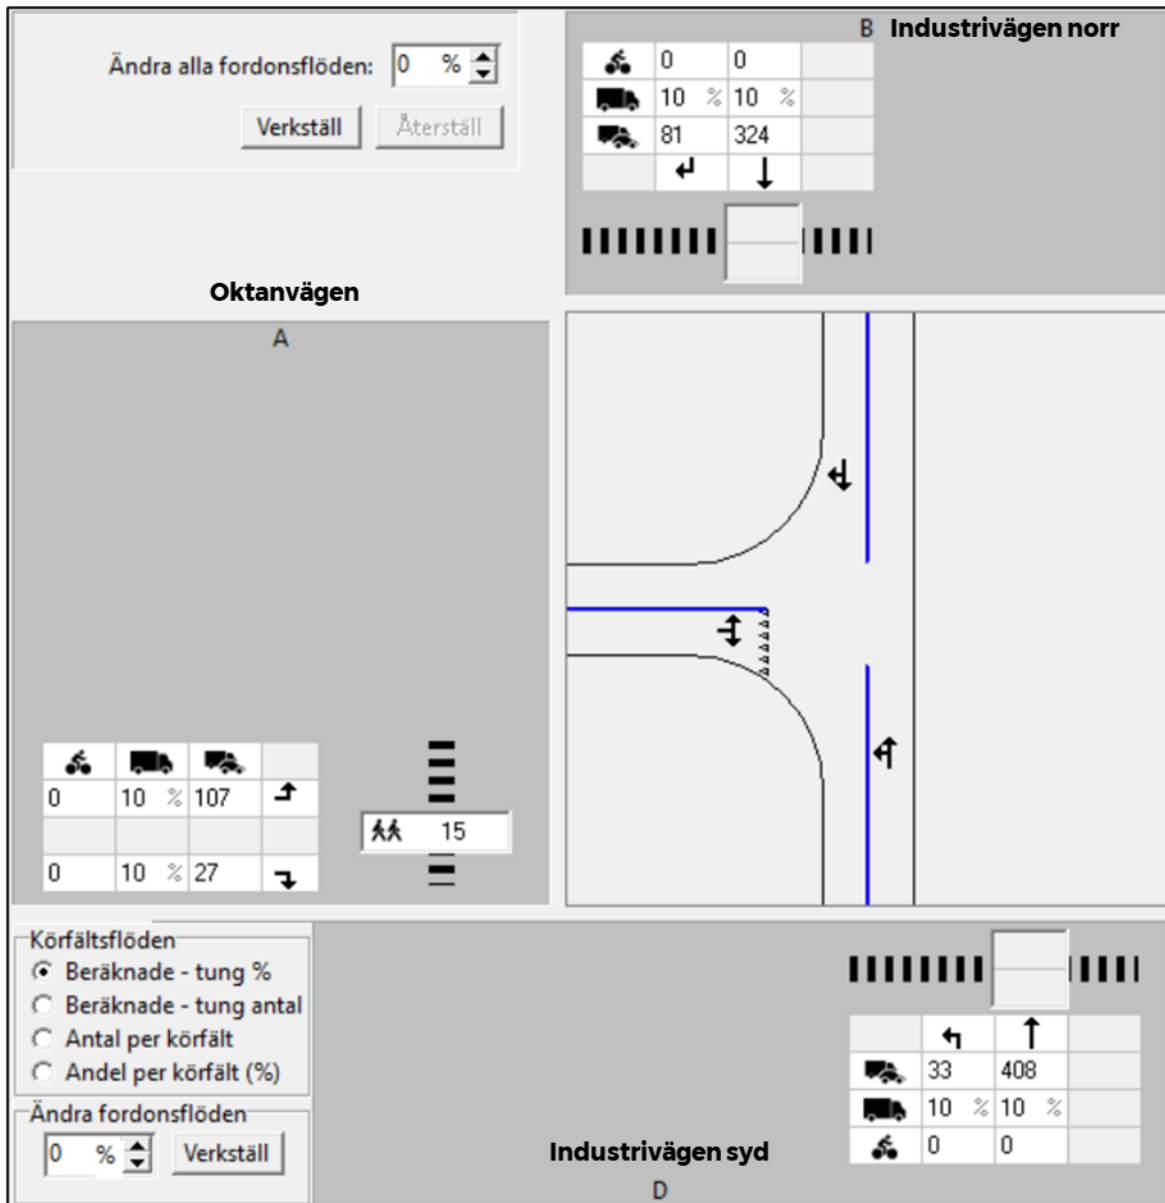 Ändra alla fordonsflöden: 0 %
Verkställ Återställ
B Industrivägen norr
0 0
10 % 10 %
81 324
Oktanvägen
A
0 10 % 107
0 10 % 27
15
Körfältsflöden
Beräknade - tung %
Beräknade - tung antal
Antal per körfält
Andel per körfält (%)
Ändra fordonsflöden
0 % Verkställ
33 408
10 % 10 %
0 0
Industrivägen syd
D